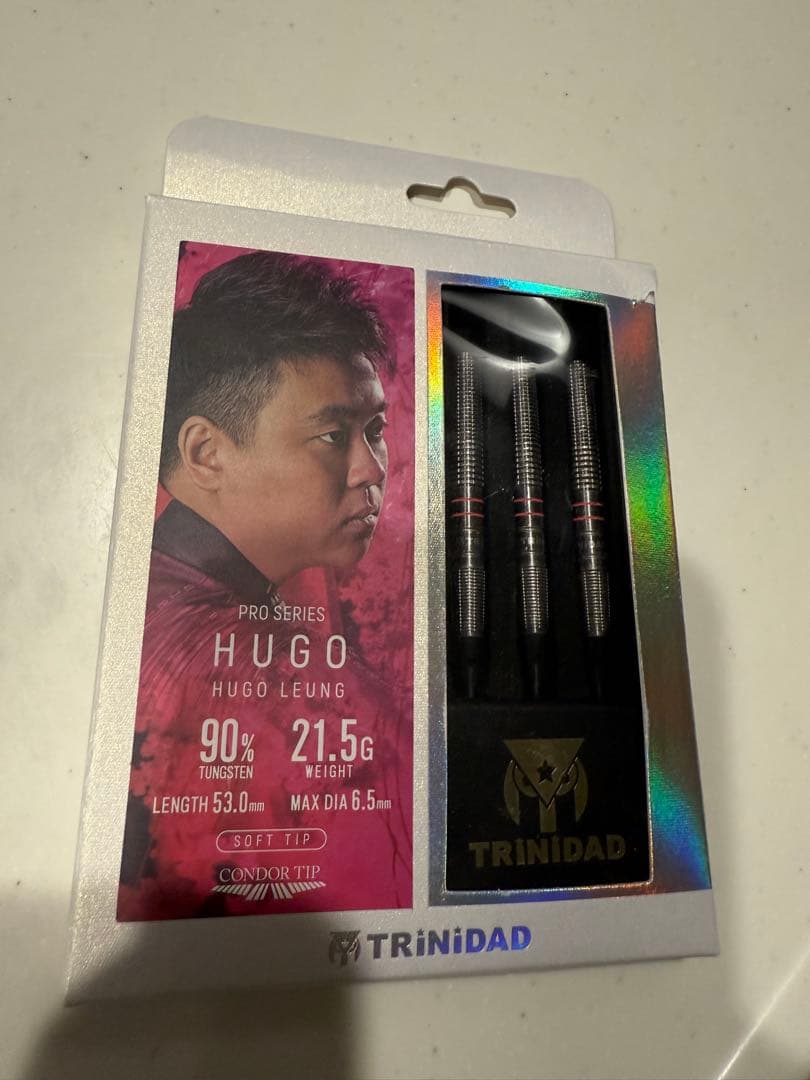 PRO SERIES
HUGO
HUGO LEUNG
90% 21.5G
TUNGSTEN WEIGHT
LENGTH 53.0mm MAX DIA 6.5mm
SOFT TIP
CONDOR TIP
TRiNiDAD
TRiNiDAD